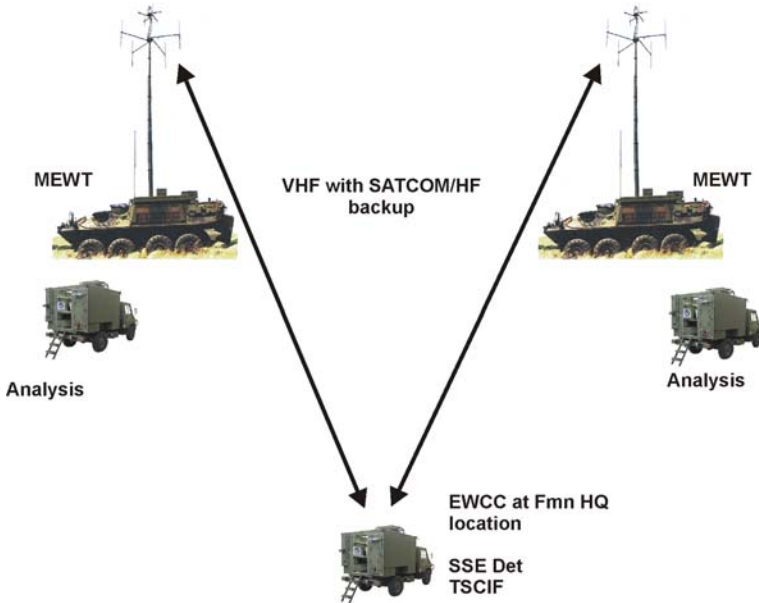 MEWT
VHF with SATCOM/HF
backup
MEWT
Analysis
Analysis
EWCC at Fmn HQ
location
SSE Det
TSCIF